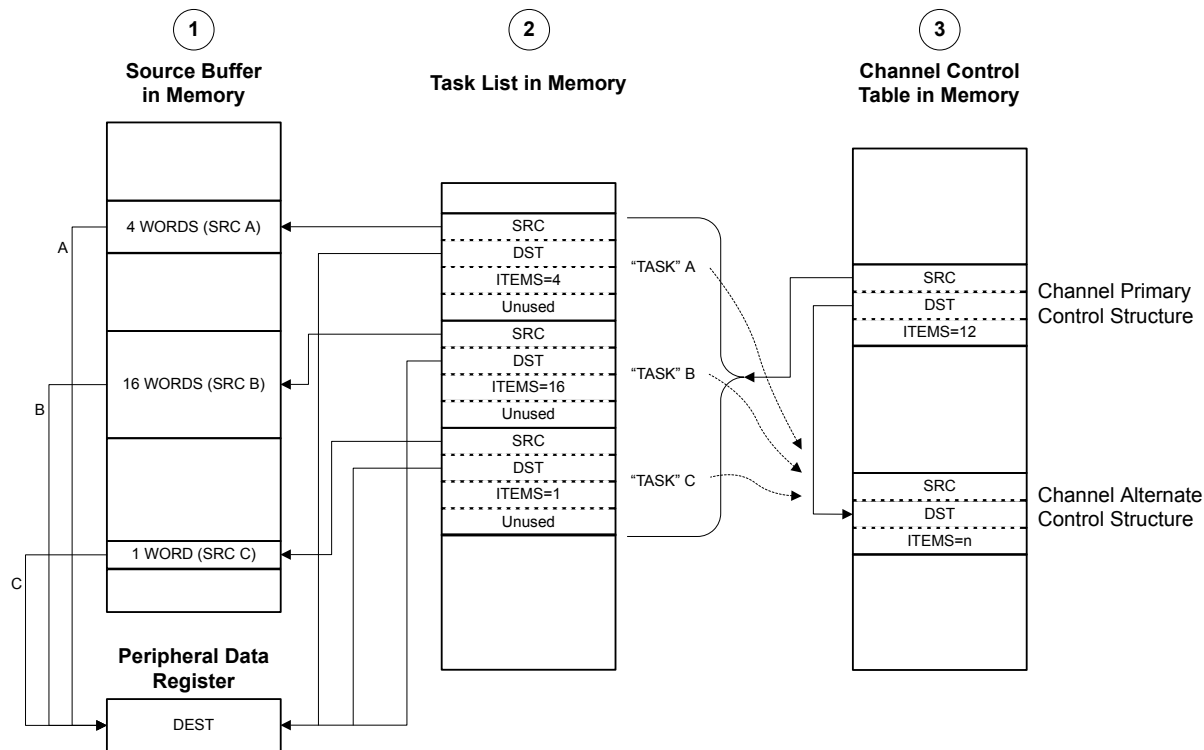 1
Source Buffer
in Memory
4 WORDS (SRC A)
16 WORDS (SRC B)
1 WORD (SRC C)
A
B
C
Peripheral Data
Register
DEST
2
Task List in Memory
SRC
DST
ITEMS=4
Unused
SRC
DST
ITEMS=16
Unused
SRC
DST
ITEMS=1
Unused
“TASK” A
“TASK” B
“TASK” C
3
Channel Control
Table in Memory
SRC
DST
ITEMS=12
Channel Primary
Control Structure
SRC
DST
ITEMS=n
Channel Alternate
Control Structure